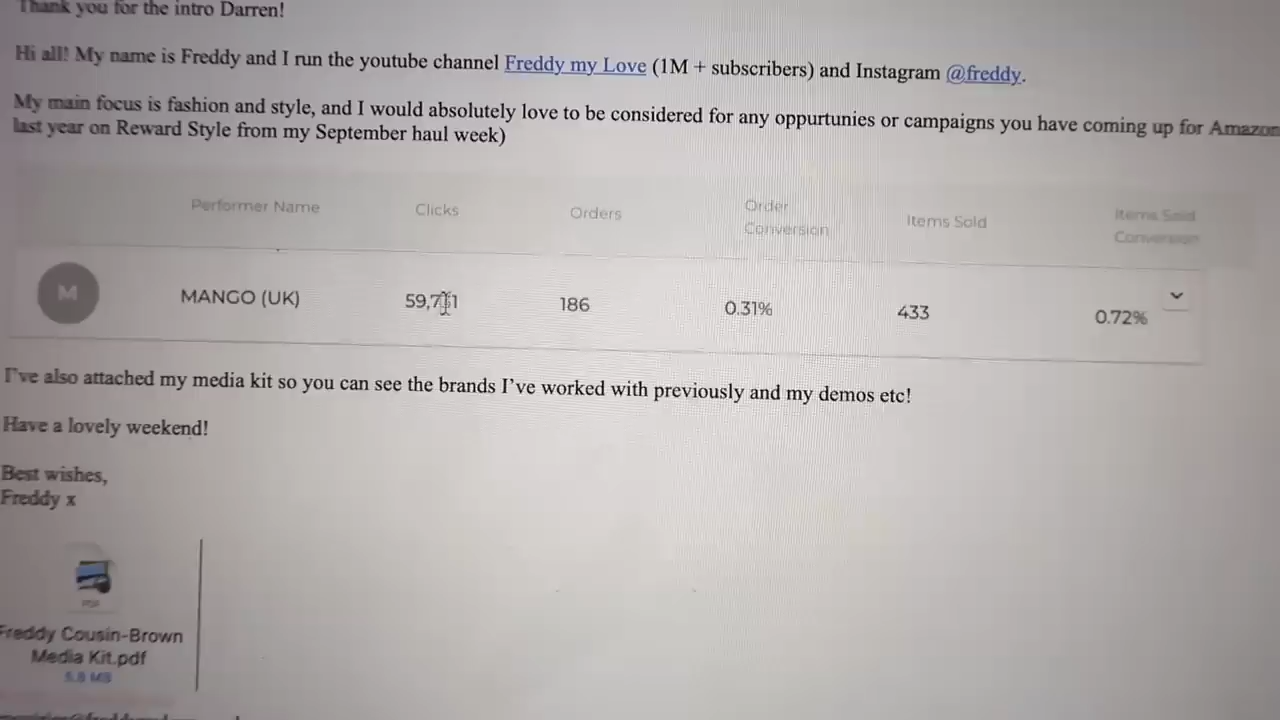 Thank you for the intro Darren!
Hi all! My name is Freddy and I run the youtube channel Freddy my Love (1M + subscribers) and Instagram @freddy.
My main focus is fashion and style, and I would absolutely love to be considered for any oppurtunies or campaigns you have coming up for Amazon
last year on Reward Style from my September haul week)
Performer Name Clicks Orders Order Conversion Items Sold Items Sold Conversion
M MANGO (UK) 186 0.31% 433 0.72%
I've also attached my media kit so you can see the brands I've worked with previously and my demos etc!
Have a lovely weekend!
Best wishes,
Freddy x
PDF
Freddy Cousin-Brown
Media Kit.pdf
5.8 MB